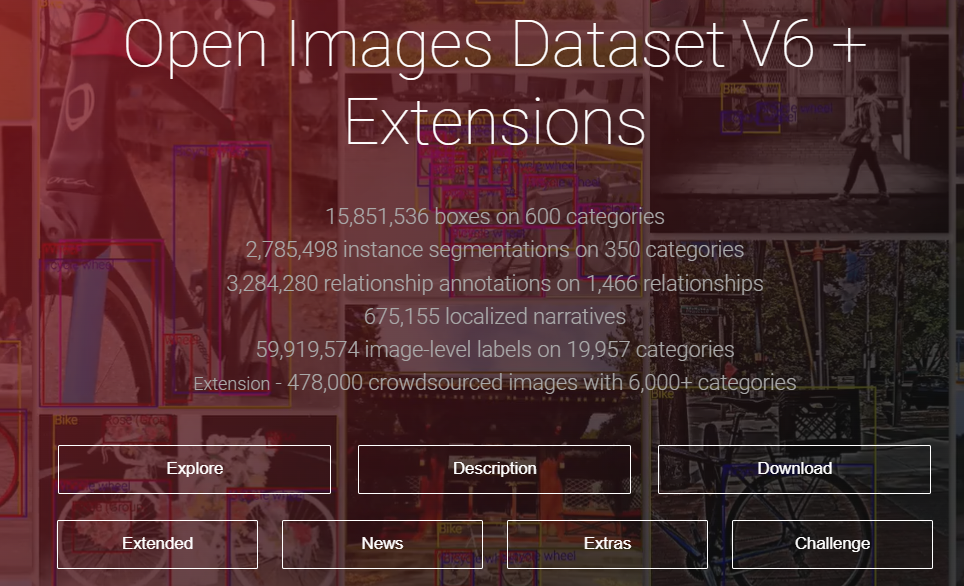 Open Images Dataset V6 +
Extensions
15,851,536 boxes on 600 categories
2,785,498 instance segmentations on 350 categories
3,284,280 relationship annotations on 1,466 relationships
675,155 localized narratives
59,919,574 image-level labels on 19,957 categories
Extension - 478,000 crowdsourced images with 6,000+ categories
Explore
Description
Download
Extended
News
Extras
Challenge